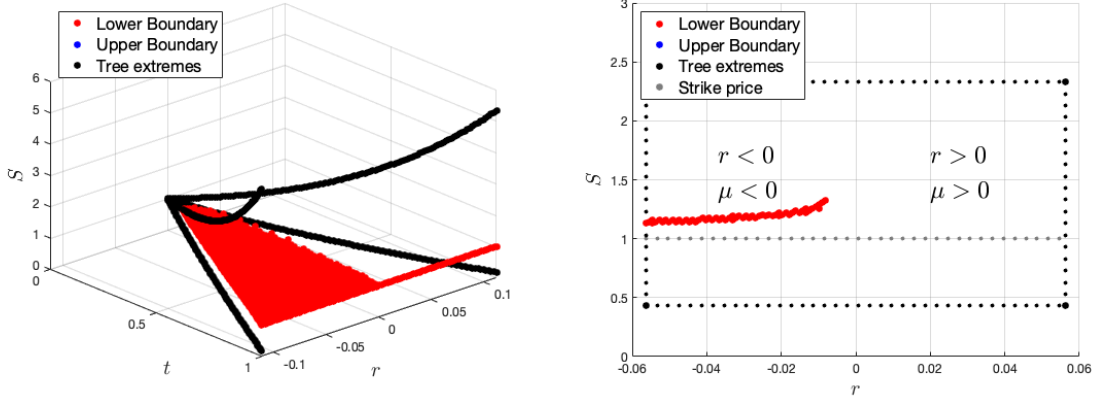 Lower Boundary
Upper Boundary
Tree extremes
6
5
4
3
2
1
0
S
0
0.5
1
t
-0.1
-0.05
0
0.05
0.1
r
Lower Boundary
Upper Boundary
Tree extremes
Strike price
3
2.5
2
1.5
1
0.5
0
S
r < 0
r > 0
μ < 0
μ > 0
-0.06
-0.04
-0.02
0
0.02
0.04
0.06
r